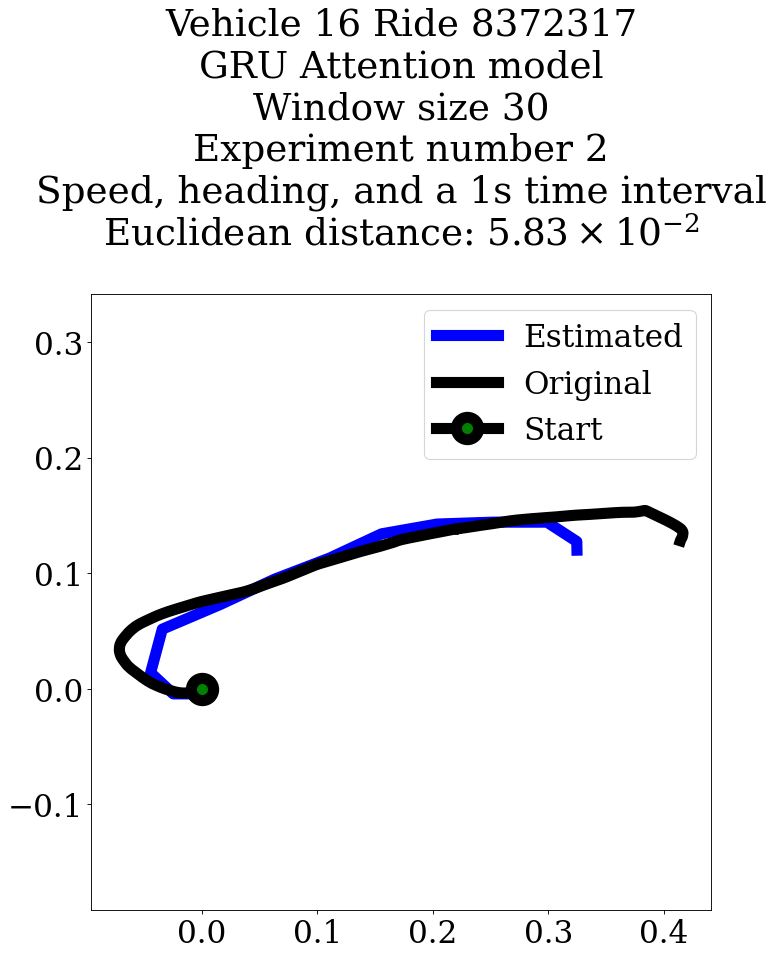 Vehicle 16 Ride 8372317
GRU Attention model
Window size 30
Experiment number 2
Speed, heading, and a 1s time interval
Euclidean distance: 5.83 × 10⁻²
Estimated
Original
Start
0.3
0.2
0.1
0.0
−0.1
0.0 0.1 0.2 0.3 0.4